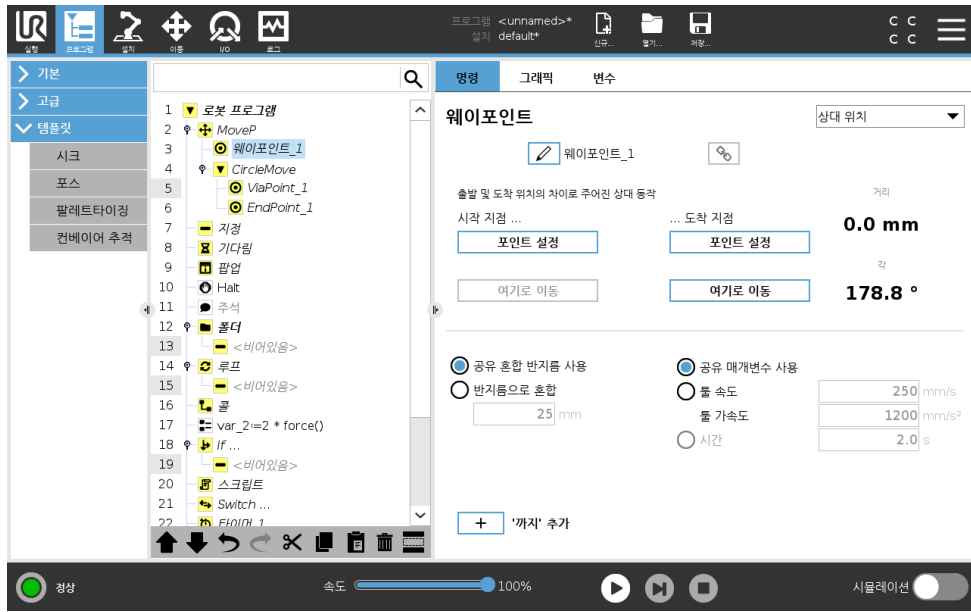 UR
실행
프로그램
설치
이동
I/O
로그
프로그램 <unnamed>*
설치 default*
신규...
열기...
저장...
C C
C C
기본
고급
템플릿
시크
포스
팔레트타이징
컨베이어 추적
1 로봇 프로그램
2 MoveP
3 웨이포인트_1
4 CircleMove
5 ViaPoint_1
6 EndPoint_1
7 지정
8 기다림
9 팝업
10 Halt
11 주석
12 폴더
13 <비어있음>
14 루프
15 <비어있음>
16 콜
17 var_2:=2 * force()
18 If ...
19 <비어있음>
20 스크립트
21 Switch ...
22 타이머_1
명령 그래픽 변수
웨이포인트
상대 위치
웨이포인트_1
출발 및 도착 위치의 차이로 주어진 상대 동작
거리
시작 지점 ... ... 도착 지점
0.0 mm
포인트 설정 포인트 설정
각
여기로 이동 여기로 이동
178.8 °
공유 혼합 반지름 사용
공유 매개변수 사용
반지름으로 혼합
툴 속도 250 mm/s
25 mm
툴 가속도 1200 mm/s²
시간 2.0 s
+ '까지' 추가
정상
속도 100%
시뮬레이션